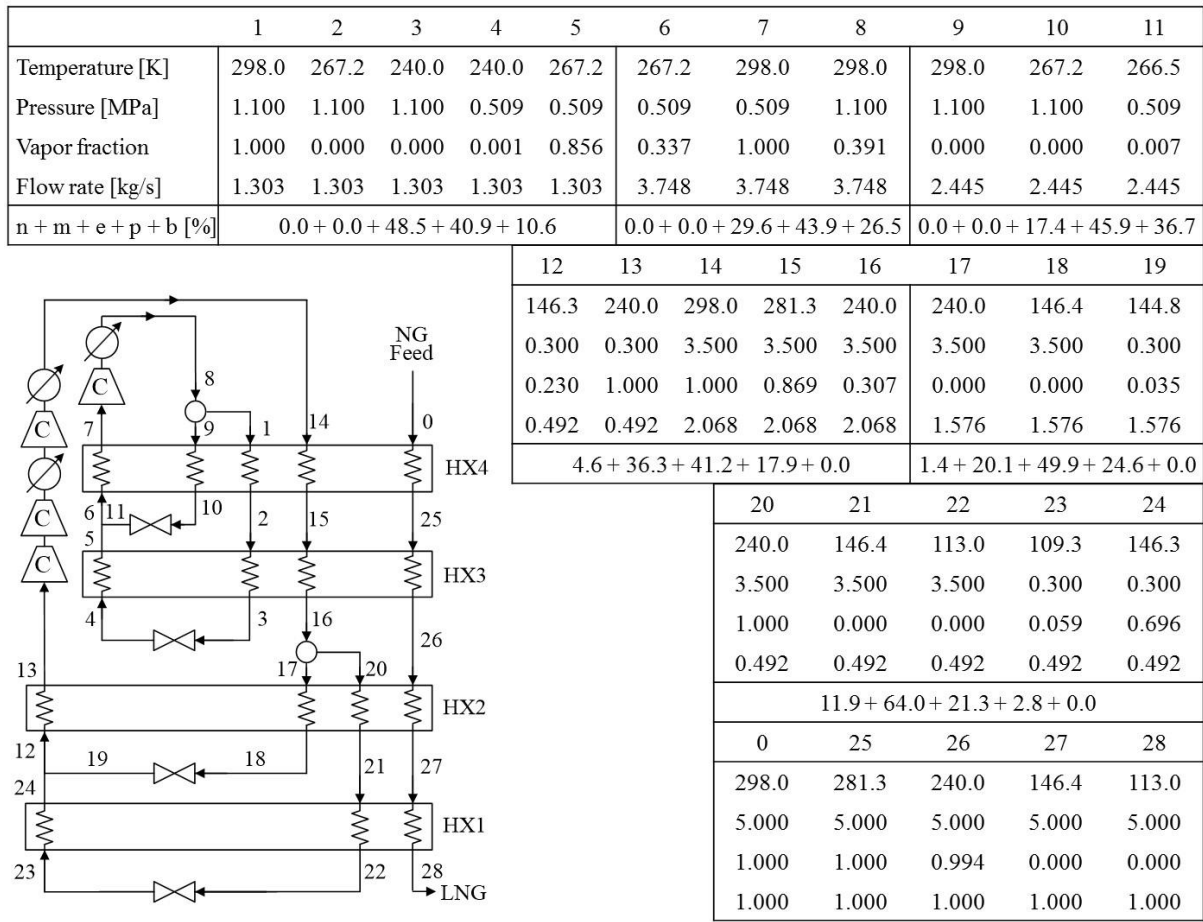 1 2 3 4 5 6 7 8 9 10 11
Temperature [K] 298.0 267.2 240.0 240.0 267.2 267.2 298.0 298.0 298.0 267.2 266.5
Pressure [MPa] 1.100 1.100 1.100 0.509 0.509 0.509 0.509 1.100 1.100 1.100 0.509
Vapor fraction 1.000 0.000 0.000 0.001 0.856 0.337 1.000 0.391 0.000 0.000 0.007
Flow rate [kg/s] 1.303 1.303 1.303 1.303 1.303 3.748 3.748 3.748 2.445 2.445 2.445
n + m + e + p + b [%] 0.0 + 0.0 + 48.5 + 40.9 + 10.6 0.0 + 0.0 + 29.6 + 43.9 + 26.5 0.0 + 0.0 + 17.4 + 45.9 + 36.7
12 13 14 15 16 17 18 19
146.3 240.0 298.0 281.3 240.0 240.0 146.4 144.8
0.300 0.300 3.500 3.500 3.500 3.500 3.500 0.300
0.230 1.000 1.000 0.869 0.307 0.000 0.000 0.035
0.492 0.492 2.068 2.068 2.068 1.576 1.576 1.576
4.6 + 36.3 + 41.2 + 17.9 + 0.0 1.4 + 20.1 + 49.9 + 24.6 + 0.0
20 21 22 23 24
240.0 146.4 113.0 109.3 146.3
3.500 3.500 3.500 0.300 0.300
1.000 0.000 0.000 0.059 0.696
0.492 0.492 0.492 0.492 0.492
11.9 + 64.0 + 21.3 + 2.8 + 0.0
0 25 26 27 28
298.0 281.3 240.0 146.4 113.0
5.000 5.000 5.000 5.000 5.000
1.000 1.000 0.994 0.000 0.000
1.000 1.000 1.000 1.000 1.000
NG
Feed
8
C
C
7 9 1 14 0
HX4
C
6 11 10 2 15 25
C
5
HX3
4 3 16 26
13 17 20
HX2
12 19 18 21 27
24
HX1
23 22 28
LNG